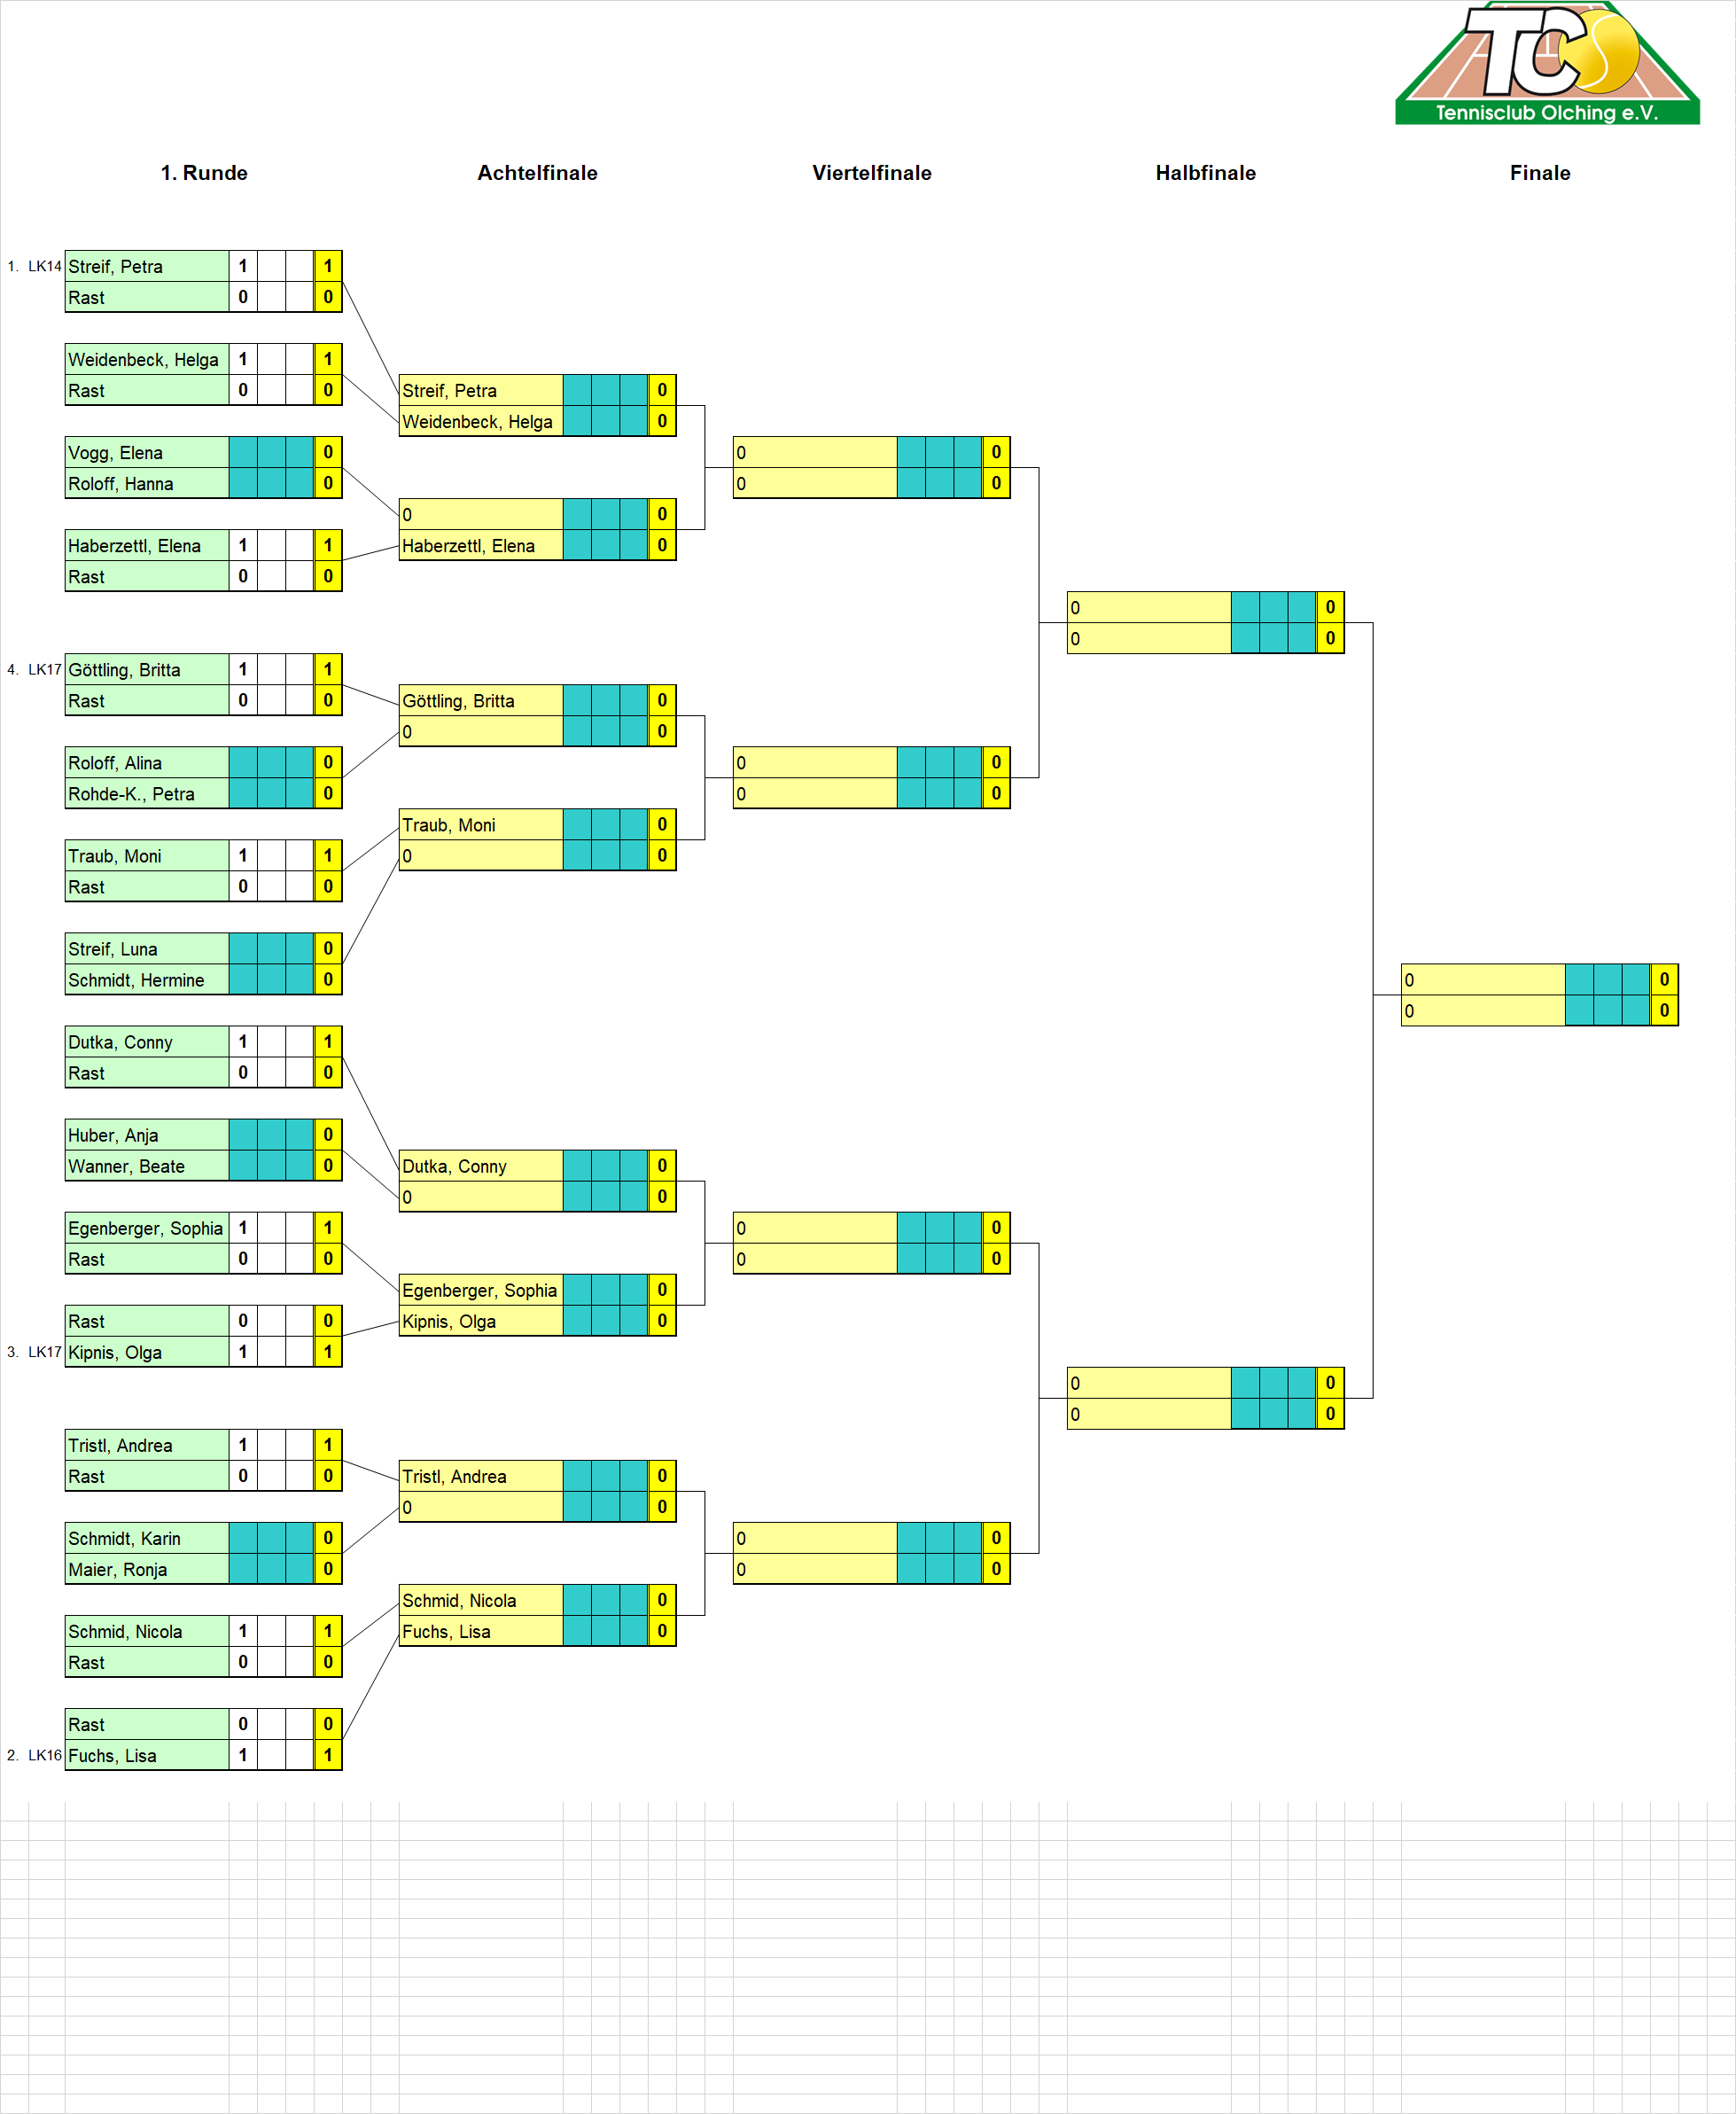 TC
Tennisclub Olching e.V.
1. Runde Achtelfinale Viertelfinale Halbfinale Finale
1. LK14 Streif, Petra 1 1
Rast 0 0
Weidenbeck, Helga 1 1
Rast 0 0
Streif, Petra 0
Weidenbeck, Helga 0
Vogg, Elena 0
Roloff, Hanna 0
0 0
0 0
0 0
Haberzettl, Elena 0
Haberzettl, Elena 1 1
Rast 0 0
0 0
0 0
4. LK17 Göttling, Britta 1 1
Rast 0 0
Göttling, Britta 0
0 0
Roloff, Alina 0
Rohde-K., Petra 0
0 0
0 0
Traub, Moni 0
0 0
Traub, Moni 1 1
Rast 0 0
Streif, Luna 0
Schmidt, Hermine 0
0 0
0 0
Dutka, Conny 1 1
Rast 0 0
Huber, Anja 0
Wanner, Beate 0
Dutka, Conny 0
0 0
Egenberger, Sophia 1 1
Rast 0 0
0 0
0 0
Egenberger, Sophia 0
Kipnis, Olga 0
Rast 0 0
3. LK17 Kipnis, Olga 1 1
0 0
0 0
Tristl, Andrea 1 1
Rast 0 0
Tristl, Andrea 0
0 0
Schmidt, Karin 0
Maier, Ronja 0
0 0
0 0
Schmid, Nicola 0
Fuchs, Lisa 0
Schmid, Nicola 1 1
Rast 0 0
Rast 0 0
2. LK16 Fuchs, Lisa 1 1